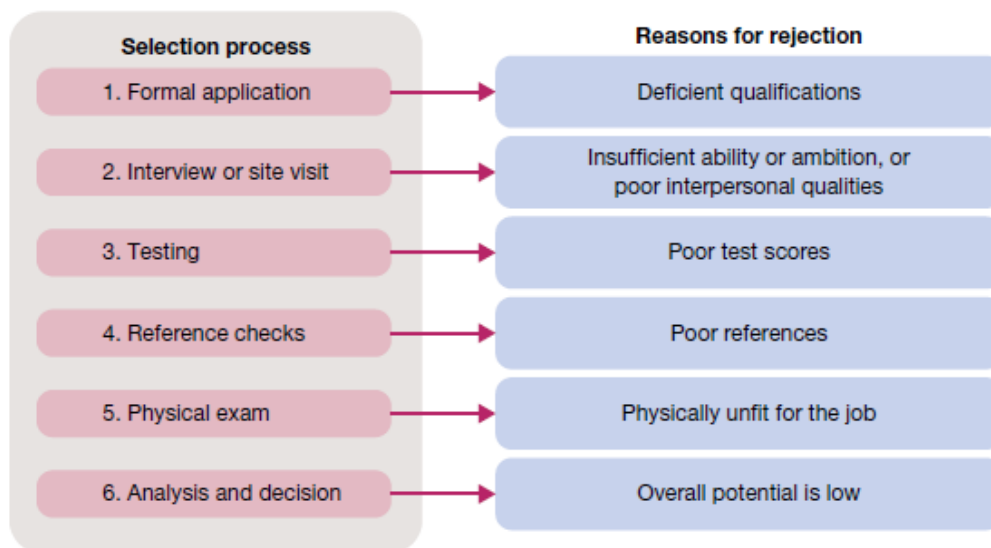 Selection process
Reasons for rejection
1. Formal application
Deficient qualifications
2. Interview or site visit
Insufficient ability or ambition, or
poor interpersonal qualities
3. Testing
Poor test scores
4. Reference checks
Poor references
5. Physical exam
Physically unfit for the job
6. Analysis and decision
Overall potential is low